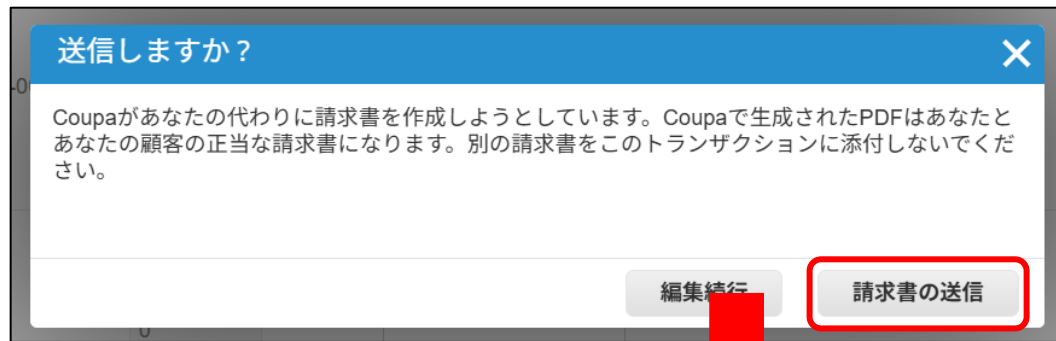 送信しますか？
Coupaがあなたの代わりに請求書を作成しようとしています。Coupaで生成されたPDFはあなたと
あなたの顧客の正当な請求書になります。別の請求書をこのトランザクションに添付しないでくだ
さい。
編集続行
請求書の送信